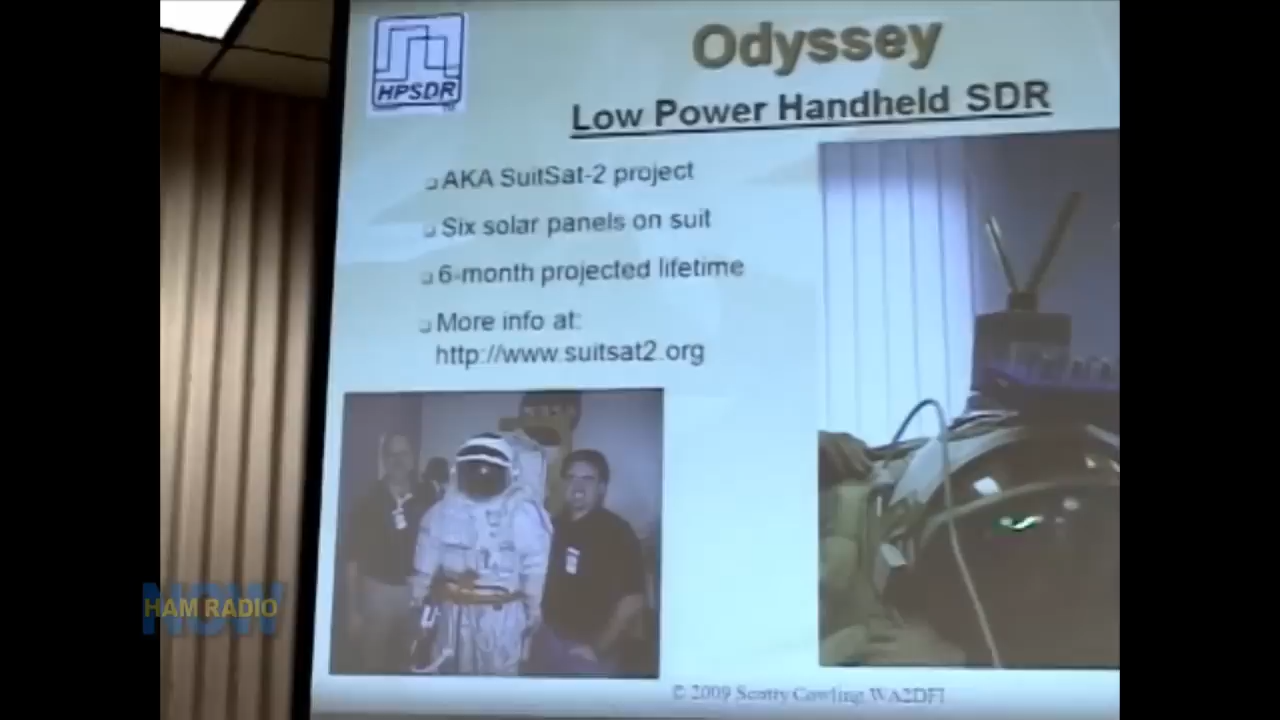 HPSDR
Odyssey
Low Power Handheld SDR
AKA SuitSat-2 project
Six solar panels on suit
6-month projected lifetime
More info at:
http://www.suitsat2.org
HAM RADIO
NOW
© 2009 Scotty Cowling WA2DFI